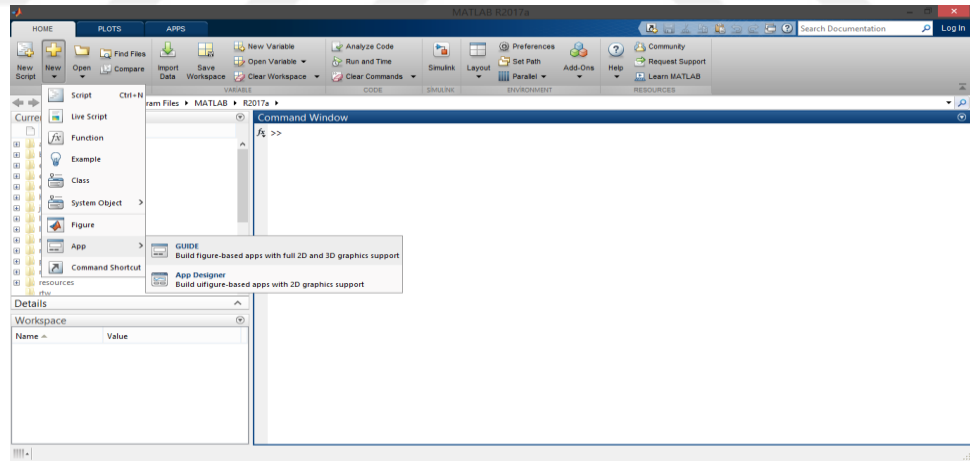 MATLAB R2017a
HOME PLOTS APPS
Search Documentation Log In
New Script
New
Open
Find Files
Compare
Import Data
Save Workspace
New Variable
Open Variable
Clear Workspace
Analyze Code
Run and Time
Clear Commands
Simulink
Layout
Preferences
Set Path
Parallel
Add-Ons
Help
Community
Request Support
Learn MATLAB
VARIABLE CODE SIMULINK ENVIRONMENT RESOURCES
ram Files MATLAB R2017a
Script Ctrl+N
Live Script
Function
Example
Class
System Object
Figure
App
Command Shortcut
GUIDE
Build figure-based apps with full 2D and 3D graphics support
App Designer
Build uifigure-based apps with 2D graphics support
Command Window
fx >>
resources
rtw
Details
Workspace
Name Value